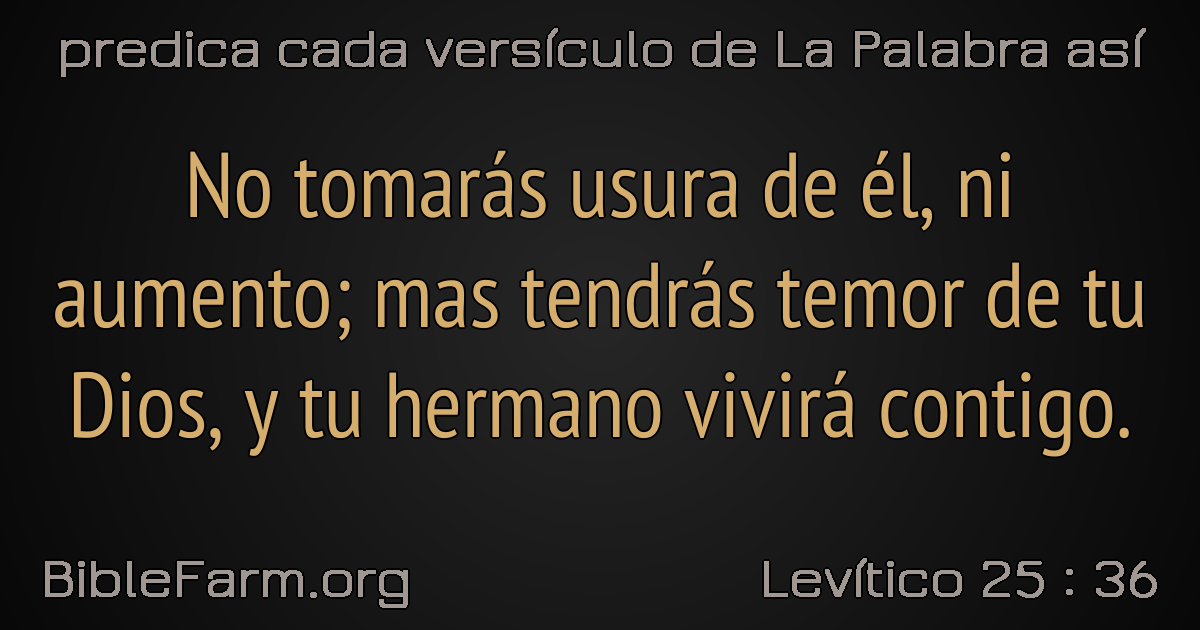 predica cada versículo de La Palabra así
No tomarás usura de él, ni
aumento; mas tendrás temor de tu
Dios, y tu hermano vivirá contigo.
BibleFarm.org
Levítico 25 : 36